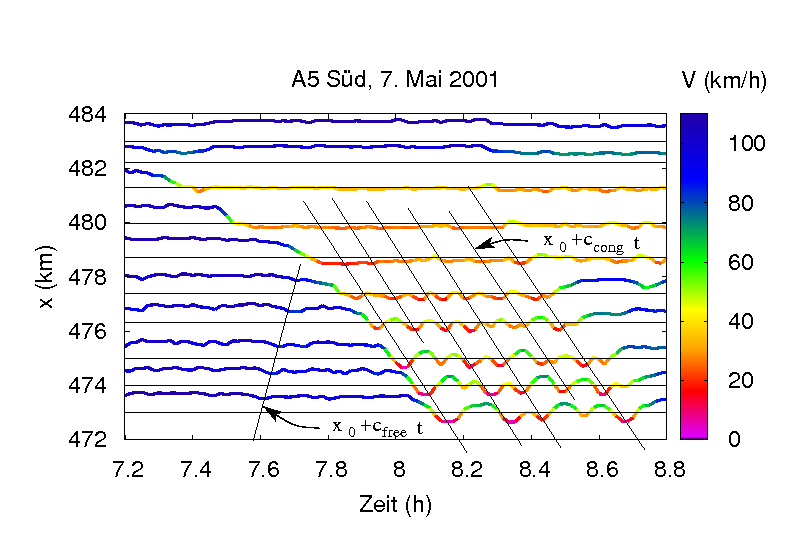 A5 Süd, 7. Mai 2001
V (km/h)
484
482
480
478
476
474
472
x (km)
x 0 +c cong t
x 0 +c free t
7.2 7.4 7.6 7.8 8 8.2 8.4 8.6 8.8
Zeit (h)
100
80
60
40
20
0